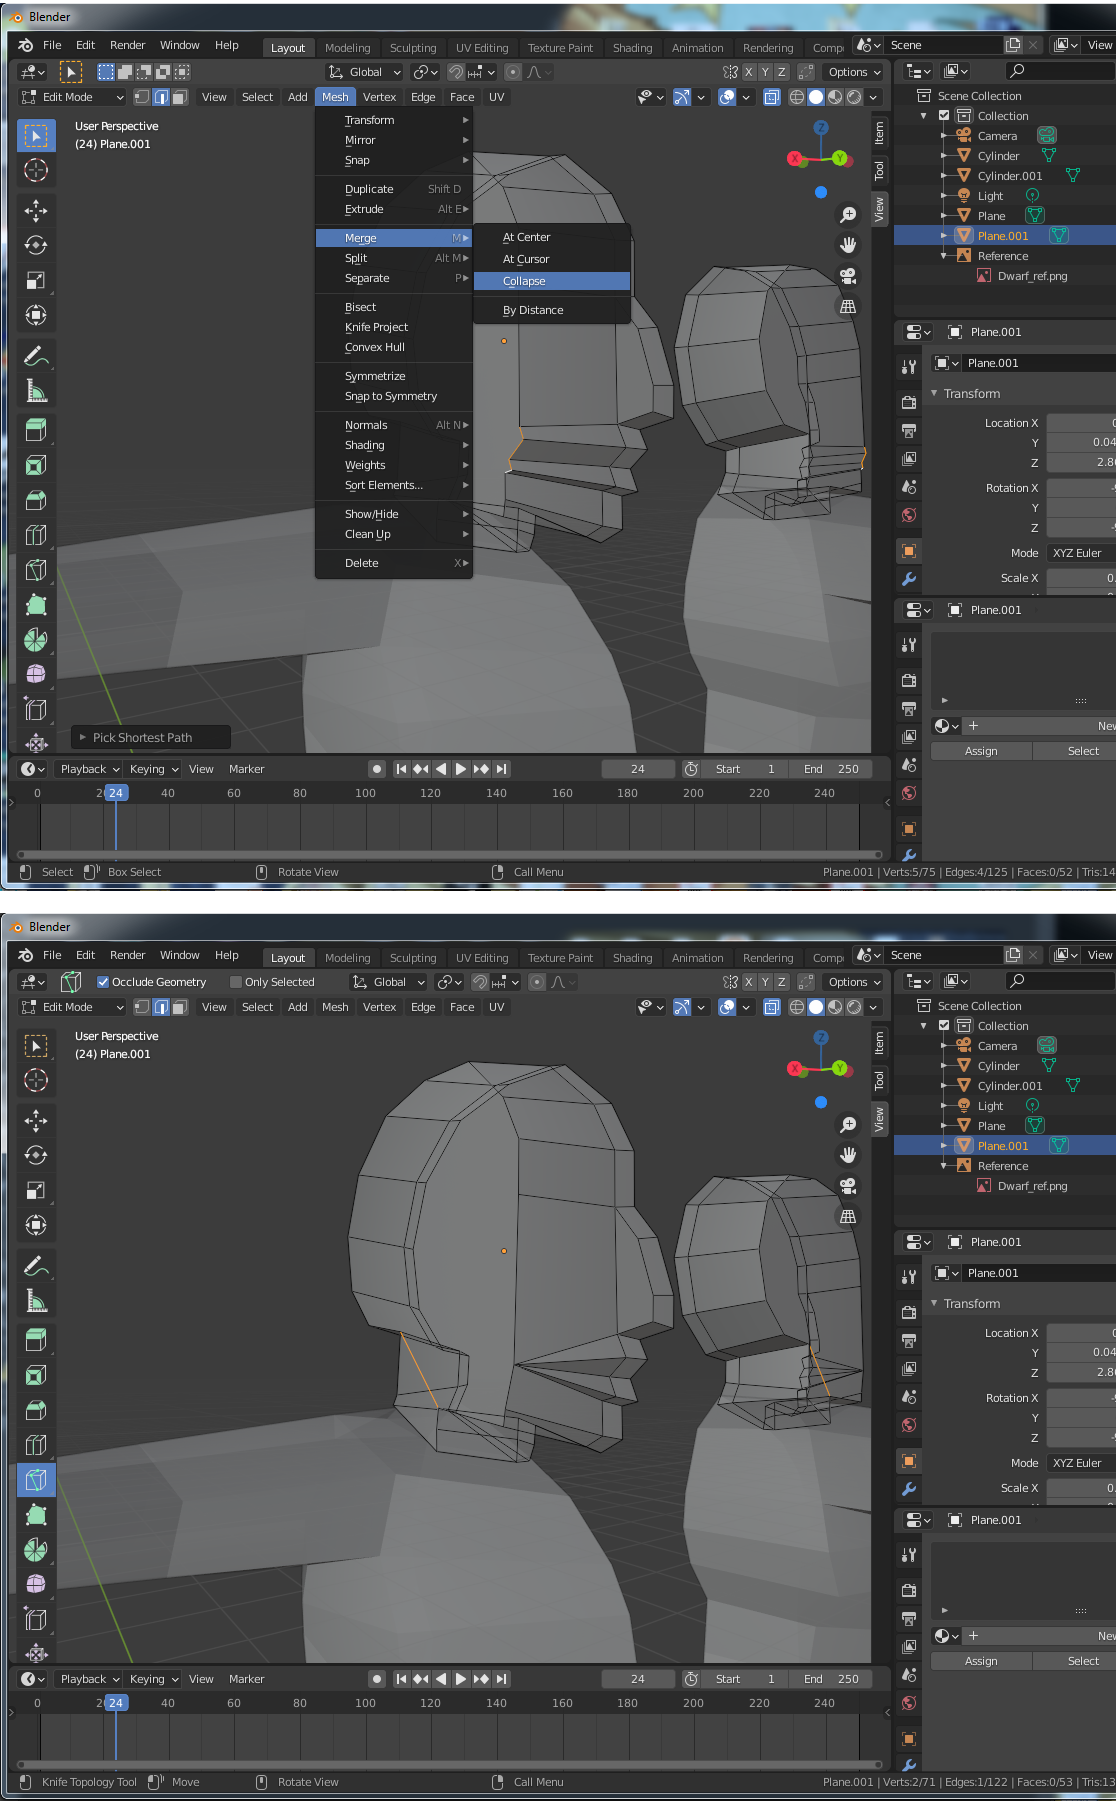 Blender
File Edit Render Window Help Layout Modeling Sculpting UV Editing Texture Paint Shading Animation Rendering Comp Scene View
Global X Y Z Options
Edit Mode View Select Add Mesh Vertex Edge Face UV
User Perspective
(24) Plane.001
Transform
Mirror
Snap
Duplicate Shift D
Extrude Alt E
Merge M
Split Alt M
Separate P
Bisect
Knife Project
Convex Hull
Symmetrize
Snap to Symmetry
Normals Alt N
Shading
Weights
Sort Elements...
Show/Hide
Clean Up
Delete X
At Center
At Cursor
Collapse
By Distance
Z
X Y
Item
Tool
View
Scene Collection
Collection
Camera
Cylinder
Cylinder.001
Light
Plane
Plane.001
Reference
Dwarf_ref.png
Plane.001
Plane.001
Transform
Location X
Y 0.04
Z 2.8
Rotation X
Y
Z
Mode XYZ Euler
Scale X 0.
Plane.001
New
Assign Select
Pick Shortest Path
Playback Keying View Marker 24 Start 1 End 250
0 24 40 60 80 100 120 140 160 180 200 220 240
Select Box Select Rotate View Call Menu Plane.001 | Verts:5/75 | Edges:4/125 | Faces:0/52 | Tris:14
Blender
File Edit Render Window Help Layout Modeling Sculpting UV Editing Texture Paint Shading Animation Rendering Comp Scene View
Occlude Geometry Only Selected Global X Y Z Options
Edit Mode View Select Add Mesh Vertex Edge Face UV
User Perspective
(24) Plane.001
Z
X Y
Item
Tool
View
Scene Collection
Collection
Camera
Cylinder
Cylinder.001
Light
Plane
Plane.001
Reference
Dwarf_ref.png
Plane.001
Plane.001
Transform
Location X
Y 0.04
Z 2.8
Rotation X
Y
Z
Mode XYZ Euler
Scale X 0.
Plane.001
New
Assign Select
Playback Keying View Marker 24 Start 1 End 250
0 24 40 60 80 100 120 140 160 180 200 220 240
Knife Topology Tool Move Rotate View Call Menu Plane.001 | Verts:2/71 | Edges:1/122 | Faces:0/53 | Tris:13